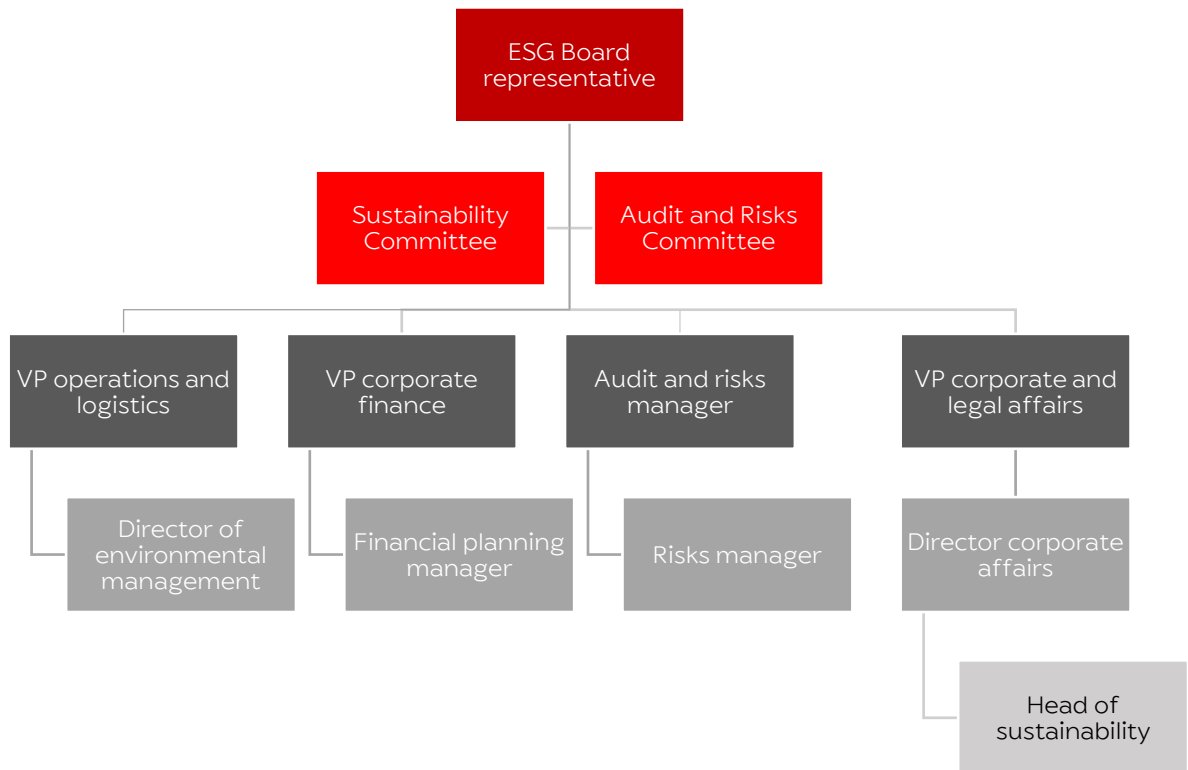 ESG Board
representative
Sustainability
Committee
Audit and Risks
Committee
VP operations and
logistics
VP corporate
finance
Audit and risks
manager
VP corporate and
legal affairs
Director of
environmental
management
Financial planning
manager
Risks manager
Director corporate
affairs
Head of
sustainability